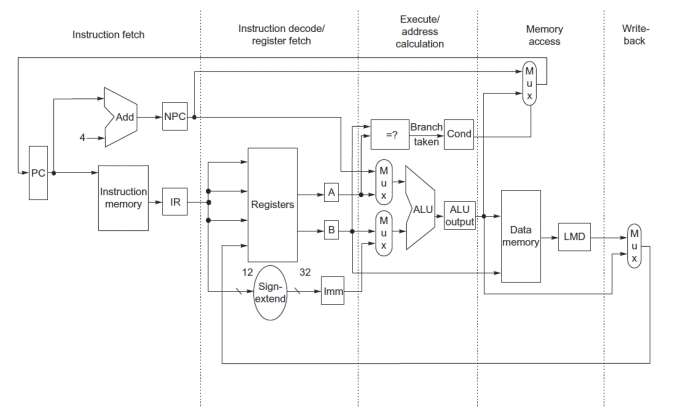 Instruction fetch
Instruction decode/
register fetch
Execute/
address
calculation
Memory
access
Write-
back
M
u
x
Add
NPC
4
=?
Branch
taken
Cond
PC
Instruction
memory
IR
Registers
A
B
M
u
x
M
u
x
ALU
ALU
output
Data
memory
LMD
M
u
x
12
Sign-
extend
32
Imm